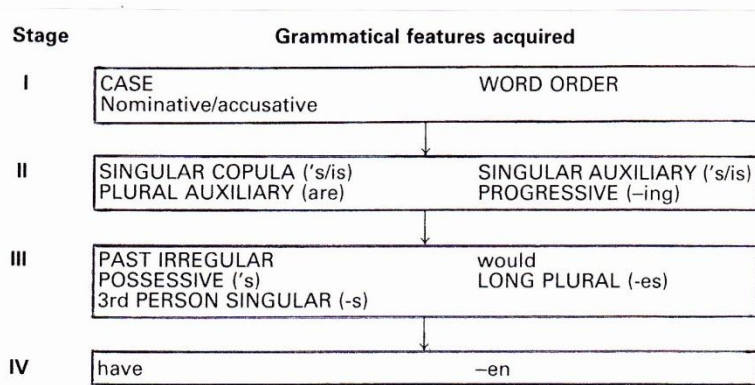 Stage Grammatical features acquired
I CASE WORD ORDER
Nominative/accusative
II SINGULAR COPULA ('s/is) SINGULAR AUXILIARY ('s/is)
PLURAL AUXILIARY (are) PROGRESSIVE (–ing)
III PAST IRREGULAR would
POSSESSIVE ('s) LONG PLURAL (-es)
3rd PERSON SINGULAR (-s)
IV have –en